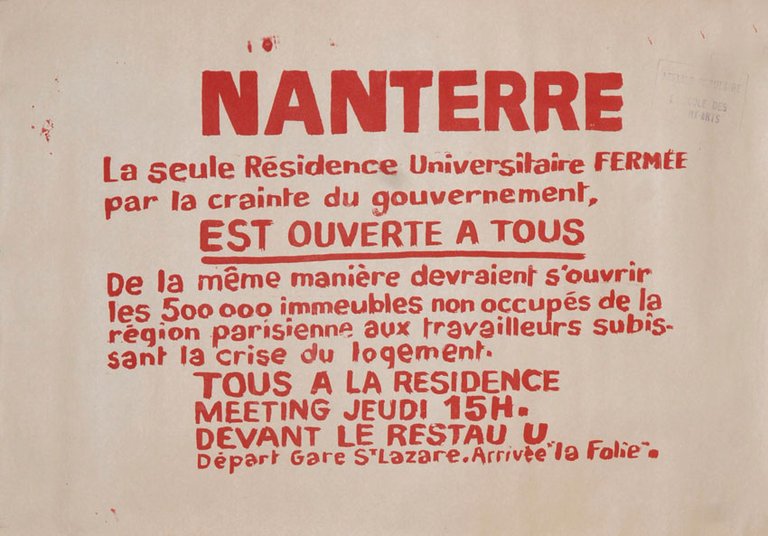 NANTERRE
La seule Résidence Universitaire FERMÉE
par la crainte du gouvernement,
EST OUVERTE A TOUS
De la même manière devraient s'ouvrir
les 500 000 immeubles non occupés de la
région parisienne aux travailleurs subis-
sant la crise du logement.
TOUS A LA RESIDENCE
MEETING JEUDI 15H.
DEVANT LE RESTAU U
Départ Gare St Lazare. Arrivée "la Folie".